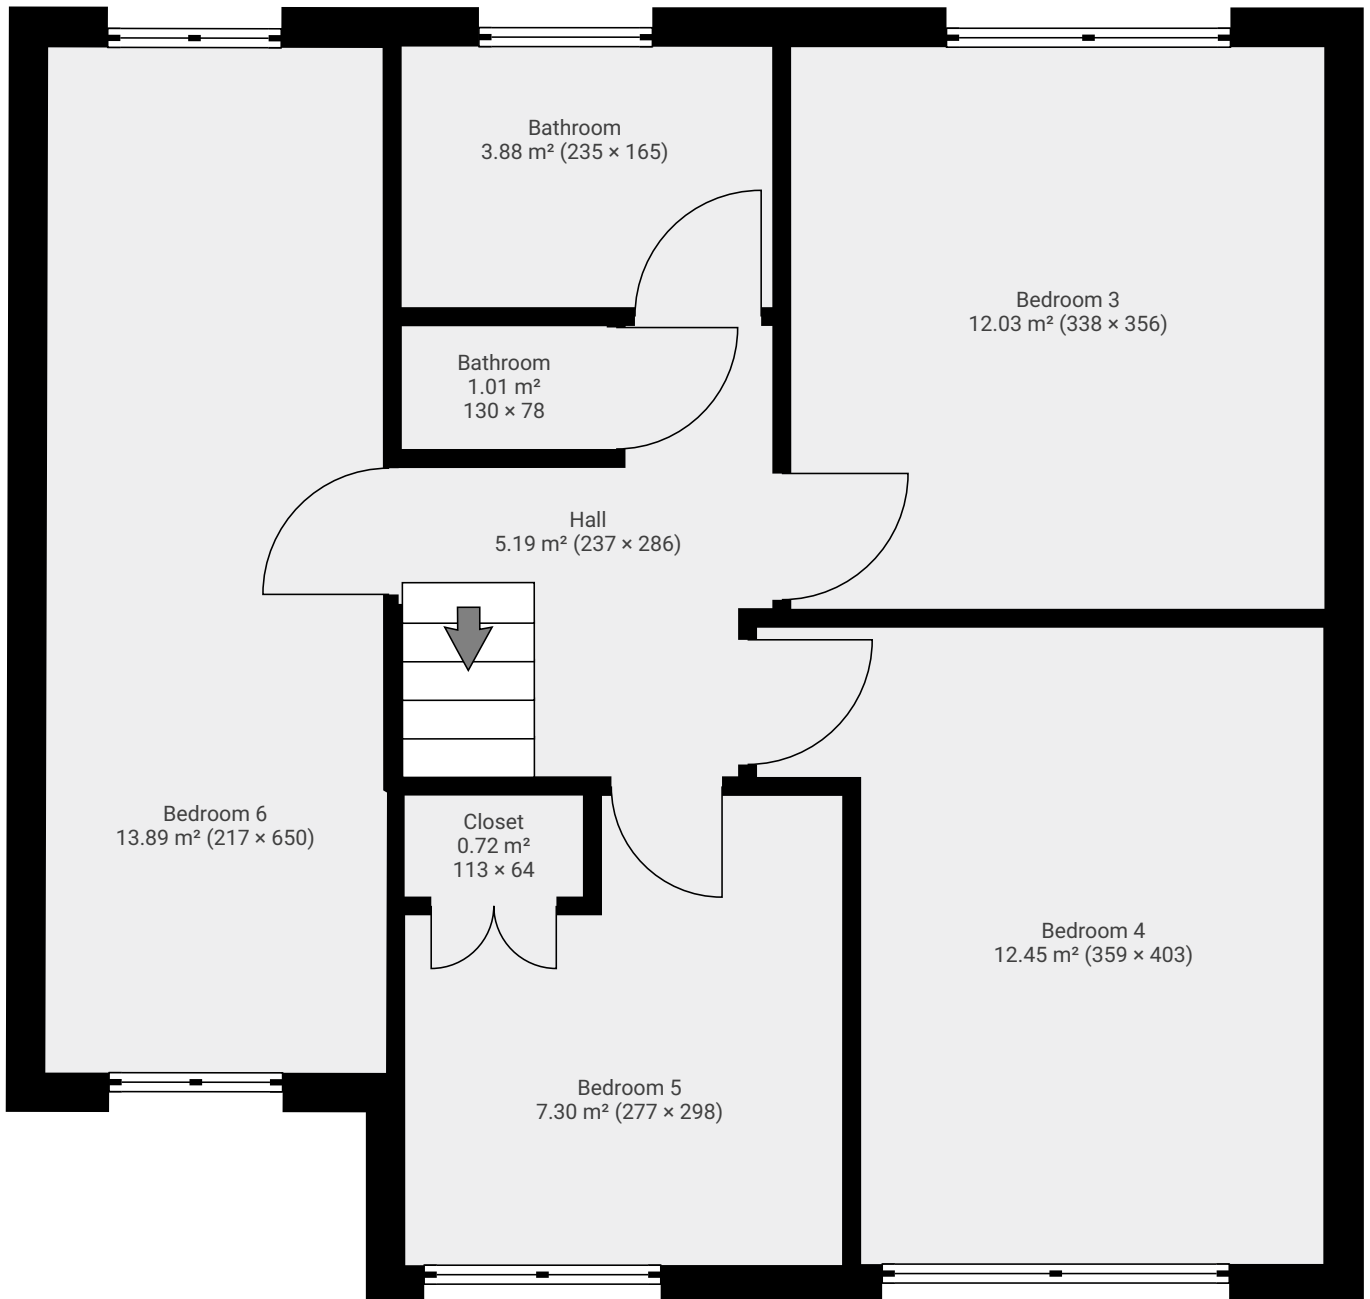 Bathroom
3.88 m² (235 × 165)
Bedroom 3
12.03 m² (338 × 356)
Bathroom
1.01 m²
130 × 78
Hall
5.19 m² (237 × 286)
Bedroom 6
13.89 m² (217 × 650)
Closet
0.72 m²
113 × 64
Bedroom 4
12.45 m² (359 × 403)
Bedroom 5
7.30 m² (277 × 298)